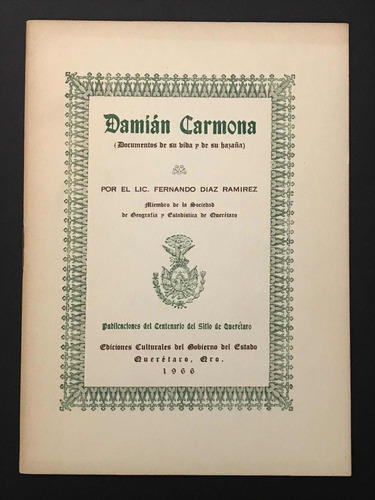 Damián Carmona
(Documentos de su vida y de su hazaña)
POR EL LIC. FERNANDO DIAZ RAMIREZ
Miembro de la Sociedad
de Geografía y Estadística de Querétaro
Publicaciones del Centenario del Sitio de Querétaro
Ediciones Culturales del Gobierno del Estado
Querétaro, Qro.
1966